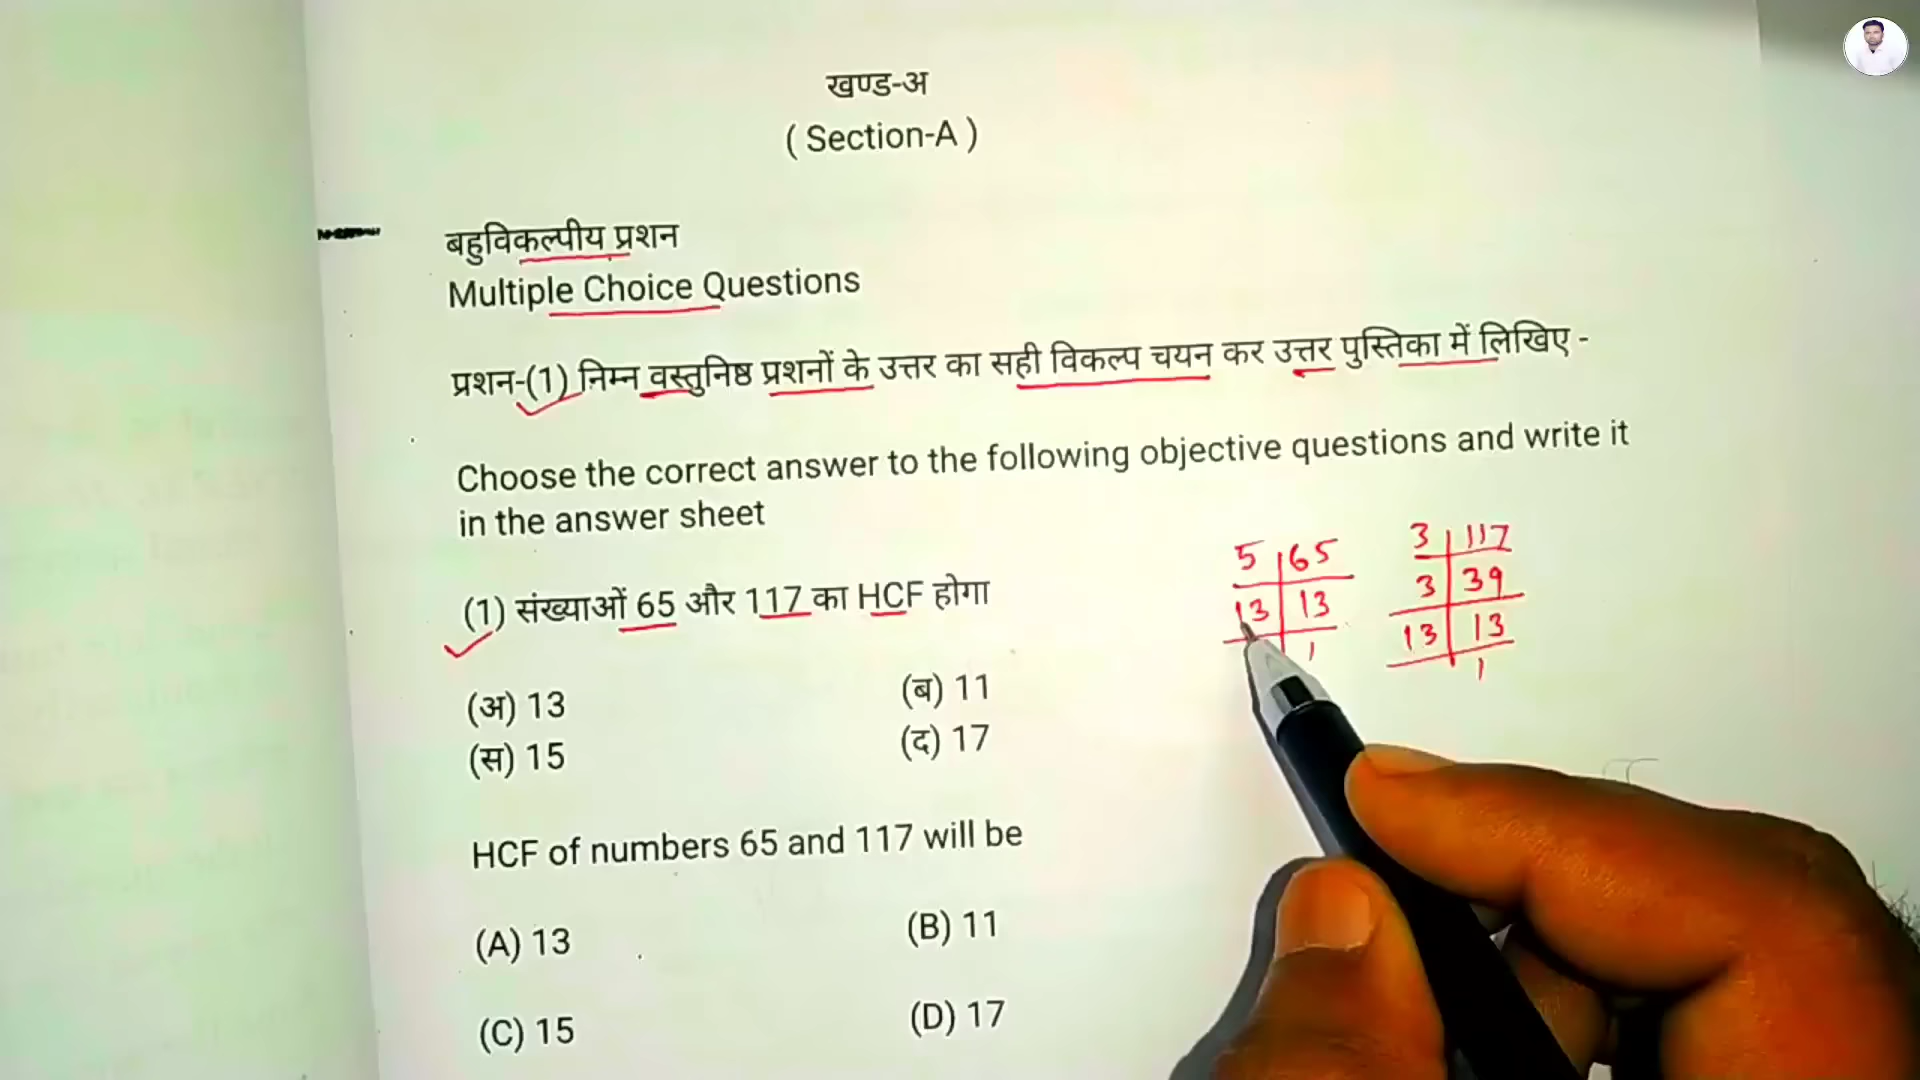 खण्ड-अ
( Section-A )
बहुविकल्पीय प्रशन
Multiple Choice Questions
प्रशन-(1) निम्न वस्तुनिष्ठ प्रशनों के उत्तर का सही विकल्प चयन कर उत्तर पुस्तिका में लिखिए -
Choose the correct answer to the following objective questions and write it
in the answer sheet
(1) संख्याओं 65 और 117 का HCF होगा
(अ) 13 (ब) 11
(स) 15 (द) 17
HCF of numbers 65 and 117 will be
(A) 13 (B) 11
(C) 15 (D) 17
5 65
13 13
1
3 117
3 39
13 13
1